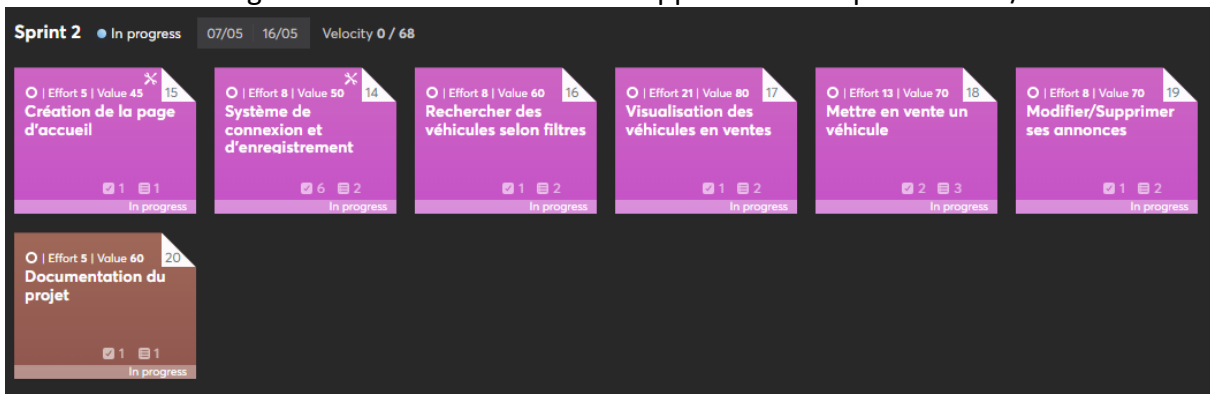 Sprint 2 In progress 07/05 16/05 Velocity 0 / 68
| Effort 5 | Value 45 15
Création de la page
d'accueil
1 1
In progress
| Effort 8 | Value 50 14
Système de
connexion et
d'enregistrement
6 2
In progress
| Effort 8 | Value 60 16
Rechercher des
véhicules selon filtres
1 2
In progress
| Effort 21 | Value 80 17
Visualisation des
véhicules en ventes
1 2
In progress
| Effort 13 | Value 70 18
Mettre en vente un
véhicule
2 3
In progress
| Effort 8 | Value 70 19
Modifier/Supprimer
ses annonces
1 2
In progress
| Effort 5 | Value 60 20
Documentation du
projet
1 1
In progress